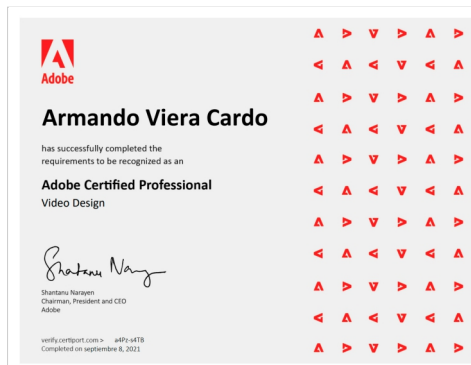 Adobe
Armando Viera Cardo
has successfully completed the
requirements to be recognized as an
Adobe Certified Professional
Video Design
Shantanu Narayen
Chairman, President and CEO
Adobe
verify.certiport.com > a4Pz-s4TB
Completed on septiembre 8, 2021